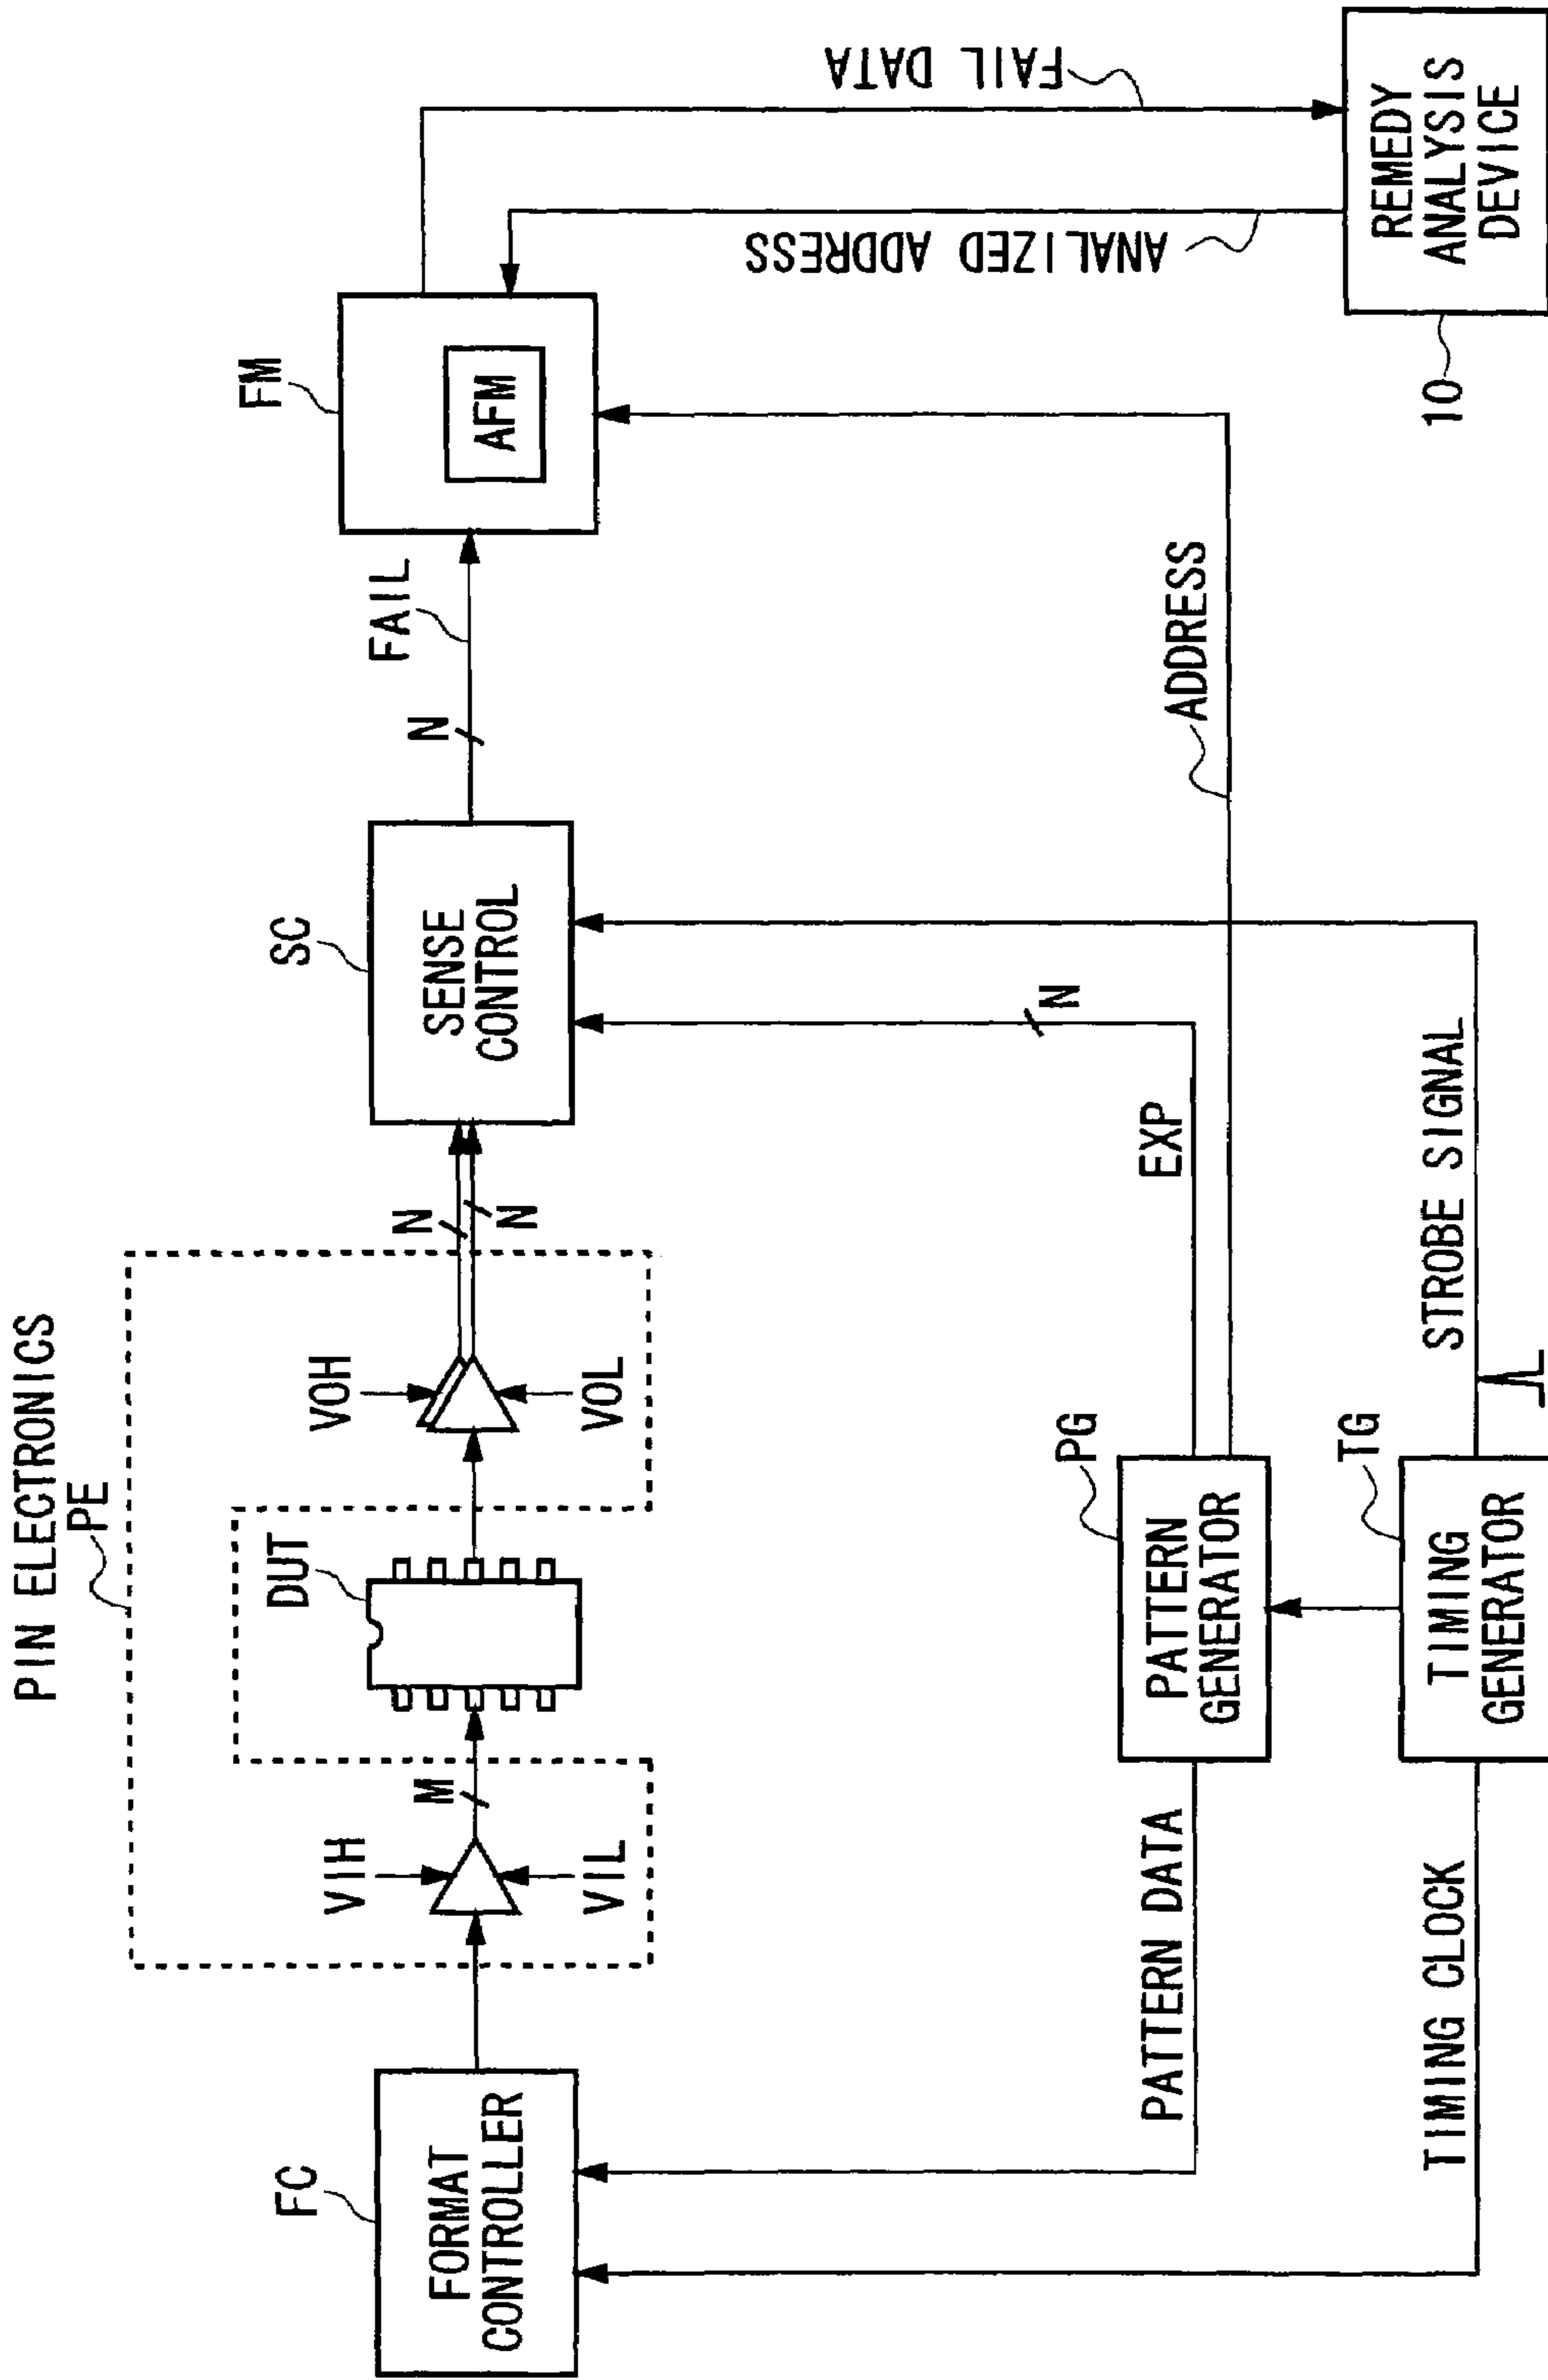 PIN ELECTRONICS
PE
FC
FORMAT
CONTROLLER
VIH
VIL
M
DUT
VOH
VOL
N
N
SC
SENSE
CONTROL
N
FAIL
FM
AFM
FAIL DATA
ANALIZED ADDRESS
REMEDY
ANALYSIS
DEVICE
10
PATTERN DATA
PG
PATTERN
GENERATOR
EXP
N
ADDRESS
TIMING CLOCK
TG
TIMING
GENERATOR
STROBE SIGNAL